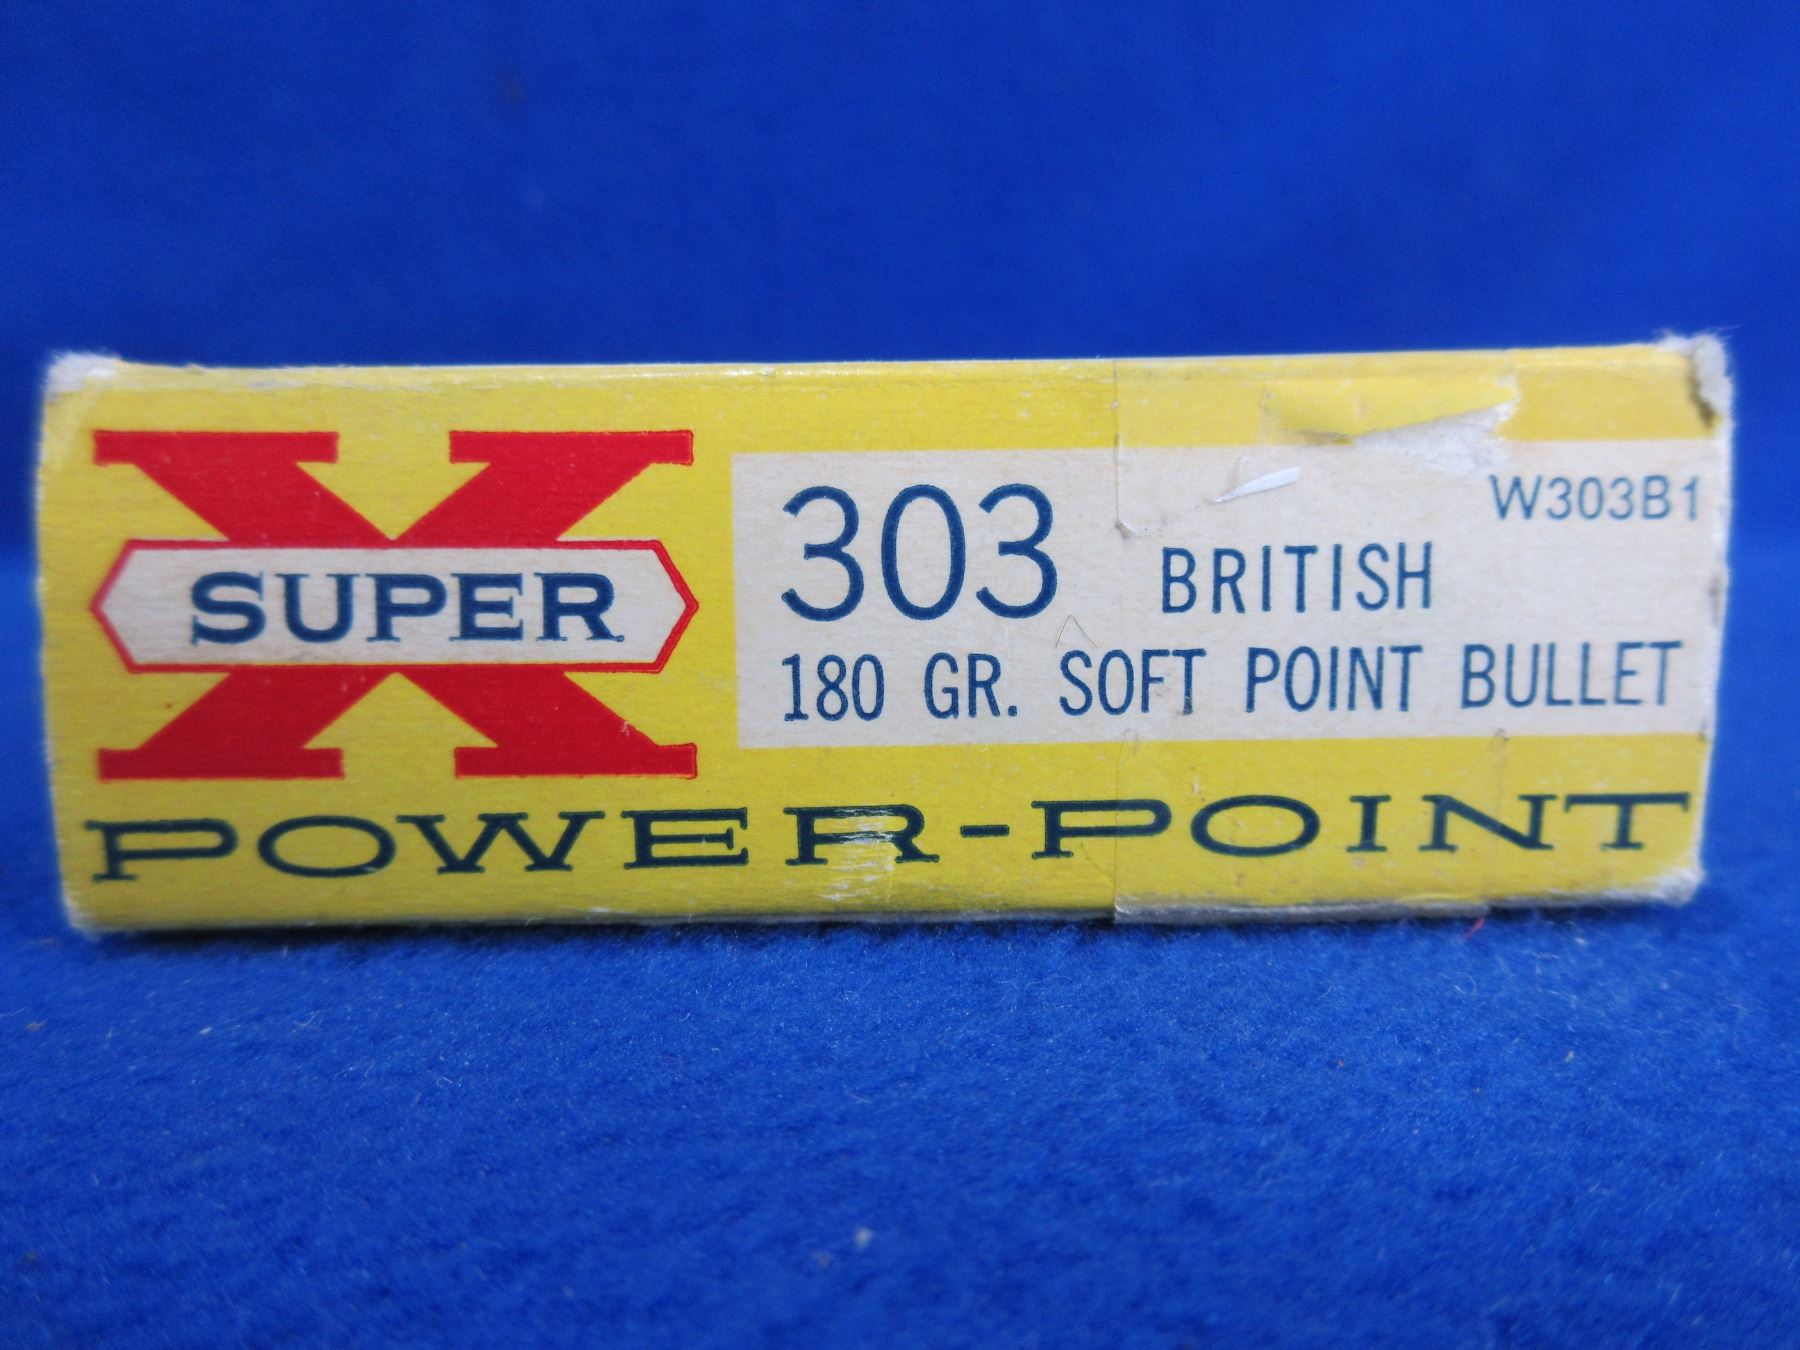 SUPER X
303 BRITISH
W303B1
180 GR. SOFT POINT BULLET
POWER-POINT